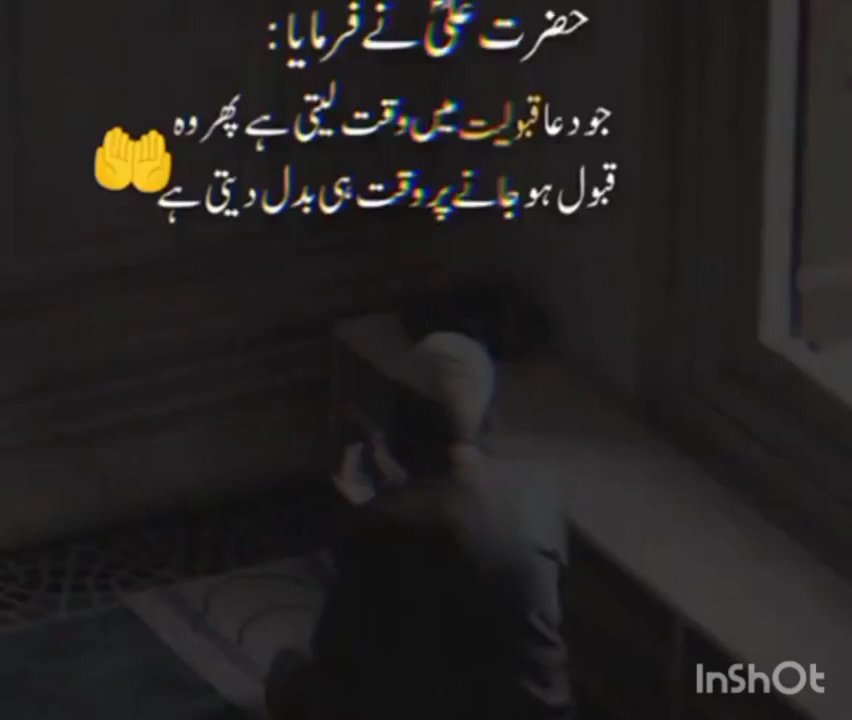 حضرت علیؓ نے فرمایا :
جو دعا قبولیت میں وقت لیتی ہے پھر وہ
قبول ہو جانے پر وقت ہی بدل دیتی ہے
InShOt